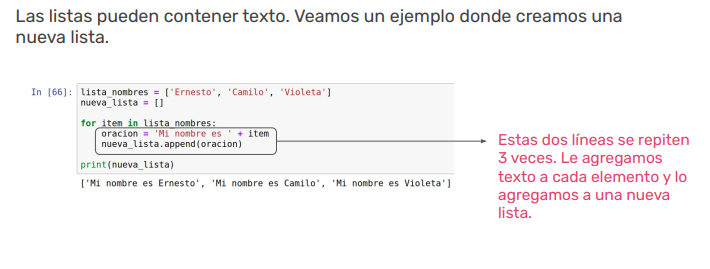 Las listas pueden contener texto. Veamos un ejemplo donde creamos una
nueva lista.
In [66]: lista_nombres = ['Ernesto', 'Camilo', 'Violeta']
nueva_lista = []
for item in lista_nombres:
oracion = 'Mi nombre es ' + item
nueva_lista.append(oracion)
print(nueva_lista)
['Mi nombre es Ernesto', 'Mi nombre es Camilo', 'Mi nombre es Violeta']
Estas dos líneas se repiten
3 veces. Le agregamos
texto a cada elemento y lo
agregamos a una nueva
lista.